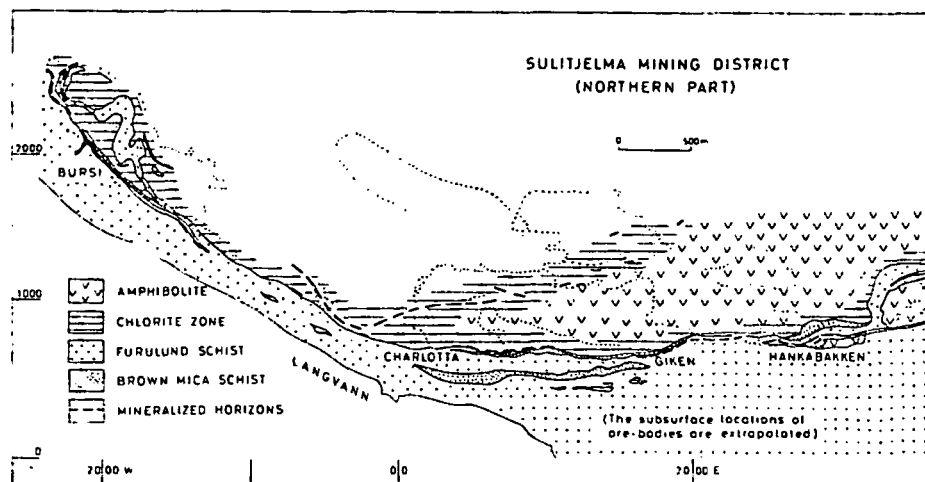 SULITJELMA MINING DISTRICT
(NORTHERN PART)
0 500m
2000
BURSI
1000
AMPHIBOLITE
CHLORITE ZONE
FURULUND SCHIST
BROWN MICA SCHIST
MINERALIZED HORIZONS
LANGVANN
CHARLOTTA
GIKEN
HANKABAKKEN
(The subsurface locations of
ore-bodies are extrapolated)
0
2000 W
0.0
2000 E